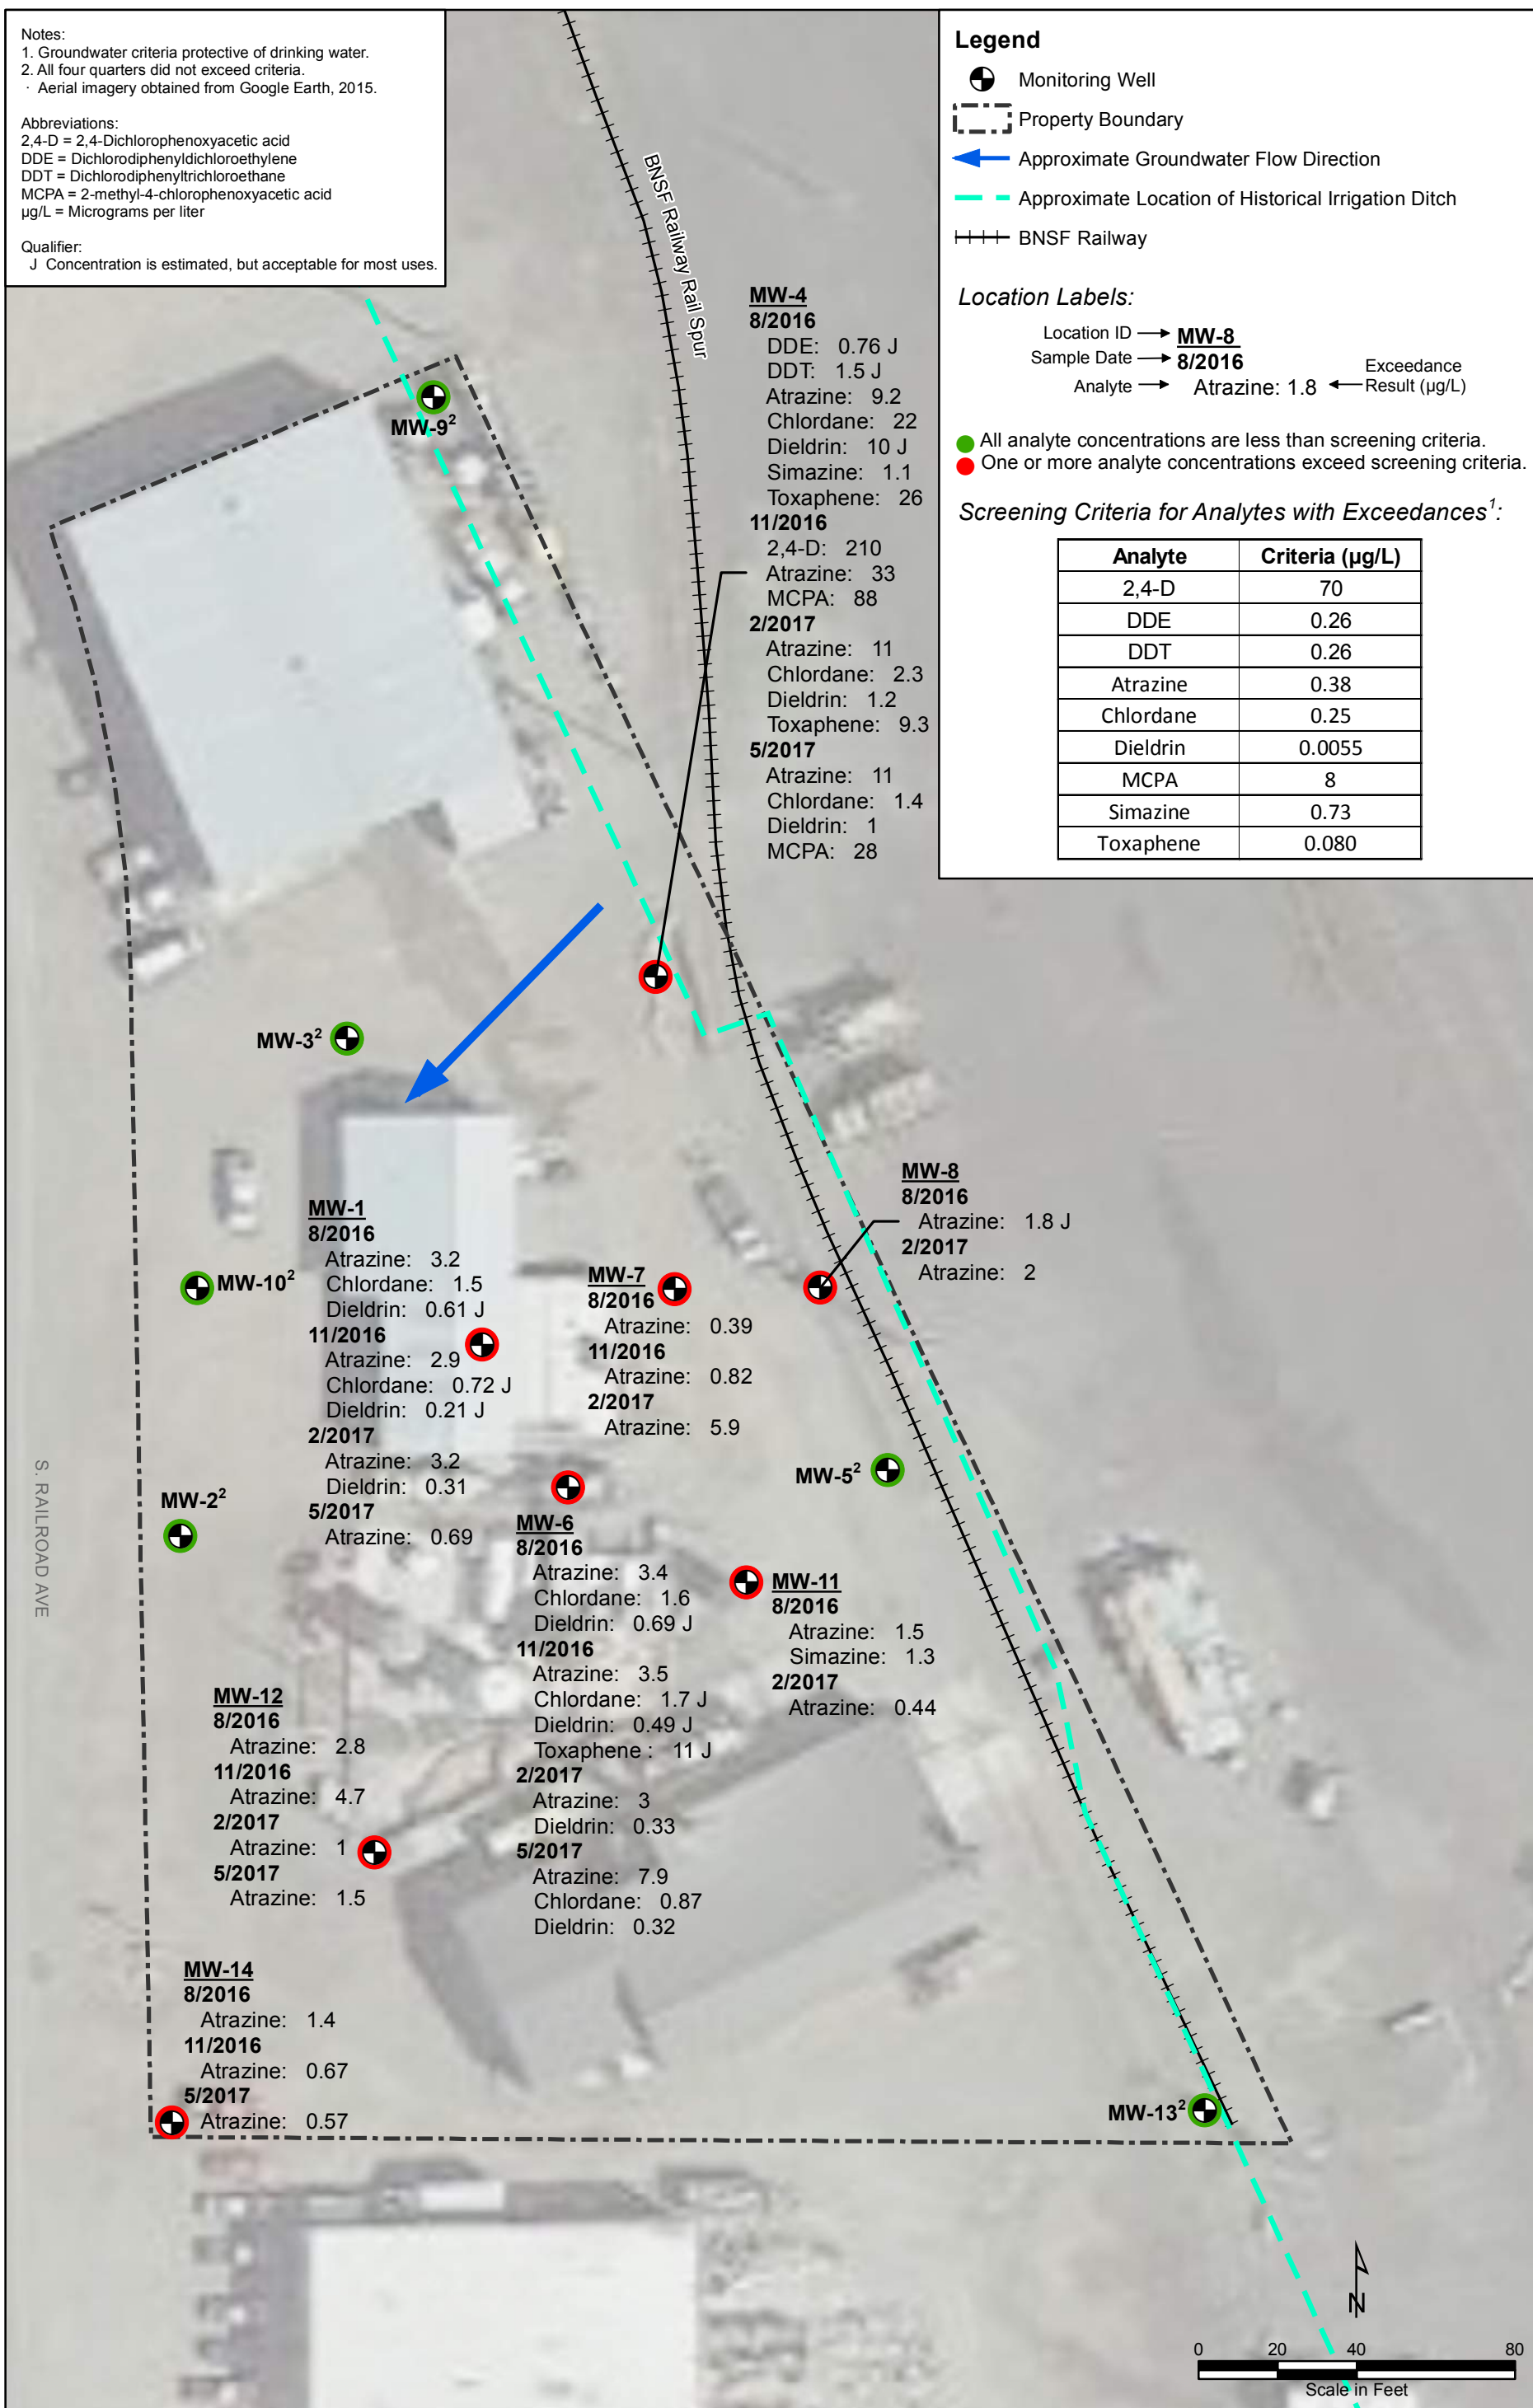 Notes:
1. Groundwater criteria protective of drinking water.
2. All four quarters did not exceed criteria.
· Aerial imagery obtained from Google Earth, 2015.
Abbreviations:
2,4-D = 2,4-Dichlorophenoxyacetic acid
DDE = Dichlorodiphenyldichloroethylene
DDT = Dichlorodiphenyltrichloroethane
MCPA = 2-methyl-4-chlorophenoxyacetic acid
µg/L = Micrograms per liter
Qualifier:
J Concentration is estimated, but acceptable for most uses.
Legend
Monitoring Well
Property Boundary
Approximate Groundwater Flow Direction
Approximate Location of Historical Irrigation Ditch
BNSF Railway
Location Labels:
Location ID → MW-8
Sample Date → 8/2016
Analyte → Atrazine: 1.8 ← Exceedance Result (µg/L)
All analyte concentrations are less than screening criteria.
One or more analyte concentrations exceed screening criteria.
Screening Criteria for Analytes with Exceedances¹:
Analyte Criteria (µg/L)
2,4-D 70
DDE 0.26
DDT 0.26
Atrazine 0.38
Chlordane 0.25
Dieldrin 0.0055
MCPA 8
Simazine 0.73
Toxaphene 0.080
BNSF Railway Rail Spur
MW-9²
MW-4
8/2016
DDE: 0.76 J
DDT: 1.5 J
Atrazine: 9.2
Chlordane: 22
Dieldrin: 10 J
Simazine: 1.1
Toxaphene: 26
11/2016
2,4-D: 210
Atrazine: 33
MCPA: 88
2/2017
Atrazine: 11
Chlordane: 2.3
Dieldrin: 1.2
Toxaphene: 9.3
5/2017
Atrazine: 11
Chlordane: 1.4
Dieldrin: 1
MCPA: 28
MW-3²
MW-8
8/2016
Atrazine: 1.8 J
2/2017
Atrazine: 2
MW-10²
MW-1
8/2016
Atrazine: 3.2
Chlordane: 1.5
Dieldrin: 0.61 J
11/2016
Atrazine: 2.9
Chlordane: 0.72 J
Dieldrin: 0.21 J
2/2017
Atrazine: 3.2
Dieldrin: 0.31
5/2017
Atrazine: 0.69
MW-7
8/2016
Atrazine: 0.39
11/2016
Atrazine: 0.82
2/2017
Atrazine: 5.9
MW-5²
MW-2²
S. RAILROAD AVE
MW-6
8/2016
Atrazine: 3.4
Chlordane: 1.6
Dieldrin: 0.69 J
11/2016
Atrazine: 3.5
Chlordane: 1.7 J
Dieldrin: 0.49 J
Toxaphene : 11 J
2/2017
Atrazine: 3
Dieldrin: 0.33
5/2017
Atrazine: 7.9
Chlordane: 0.87
Dieldrin: 0.32
MW-11
8/2016
Atrazine: 1.5
Simazine: 1.3
2/2017
Atrazine: 0.44
MW-12
8/2016
Atrazine: 2.8
11/2016
Atrazine: 4.7
2/2017
Atrazine: 1
5/2017
Atrazine: 1.5
MW-14
8/2016
Atrazine: 1.4
11/2016
Atrazine: 0.67
5/2017
Atrazine: 0.57
MW-13²
N
0 20 40 80
Scale in Feet